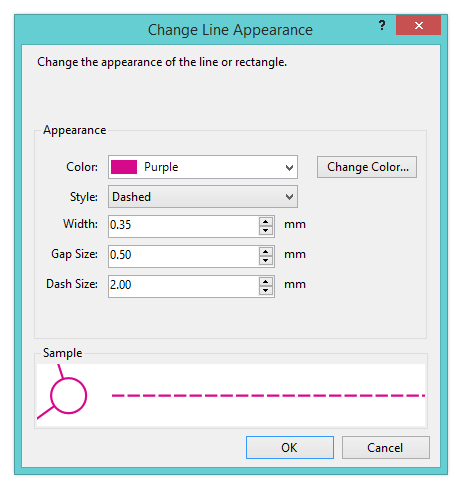 Change Line Appearance
?
Change the appearance of the line or rectangle.
Appearance
Color: Purple Change Color...
Style: Dashed
Width: 0.35 mm
Gap Size: 0.50 mm
Dash Size: 2.00 mm
Sample
OK Cancel